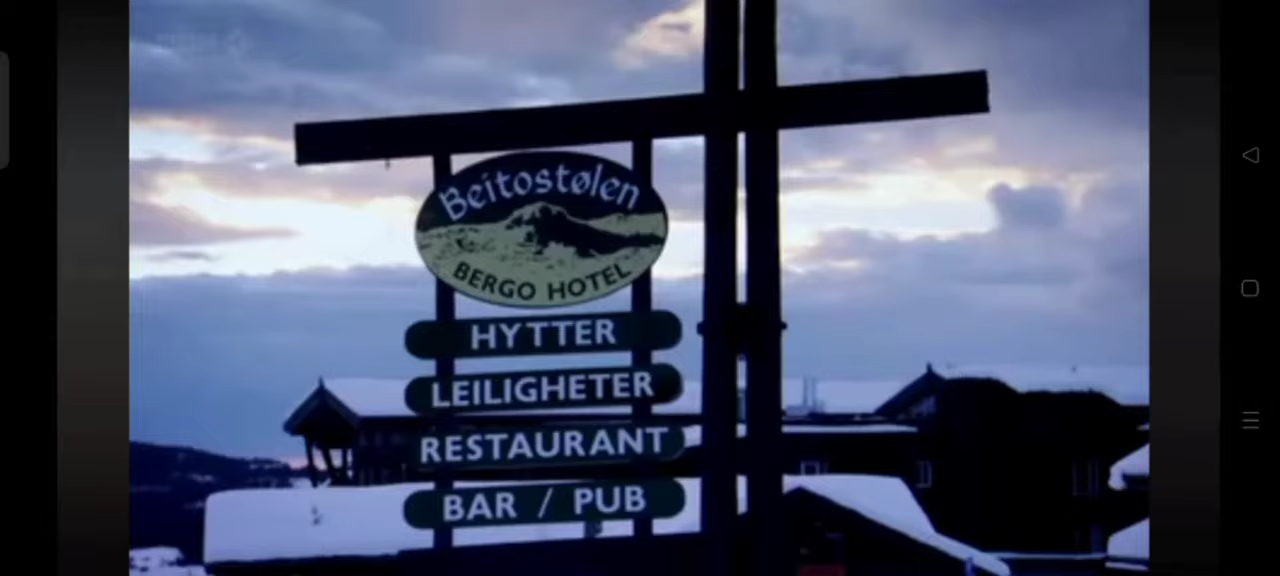 Beitostølen
BERGO HOTEL
HYTTER
LEILIGHETER
RESTAURANT
BAR / PUB